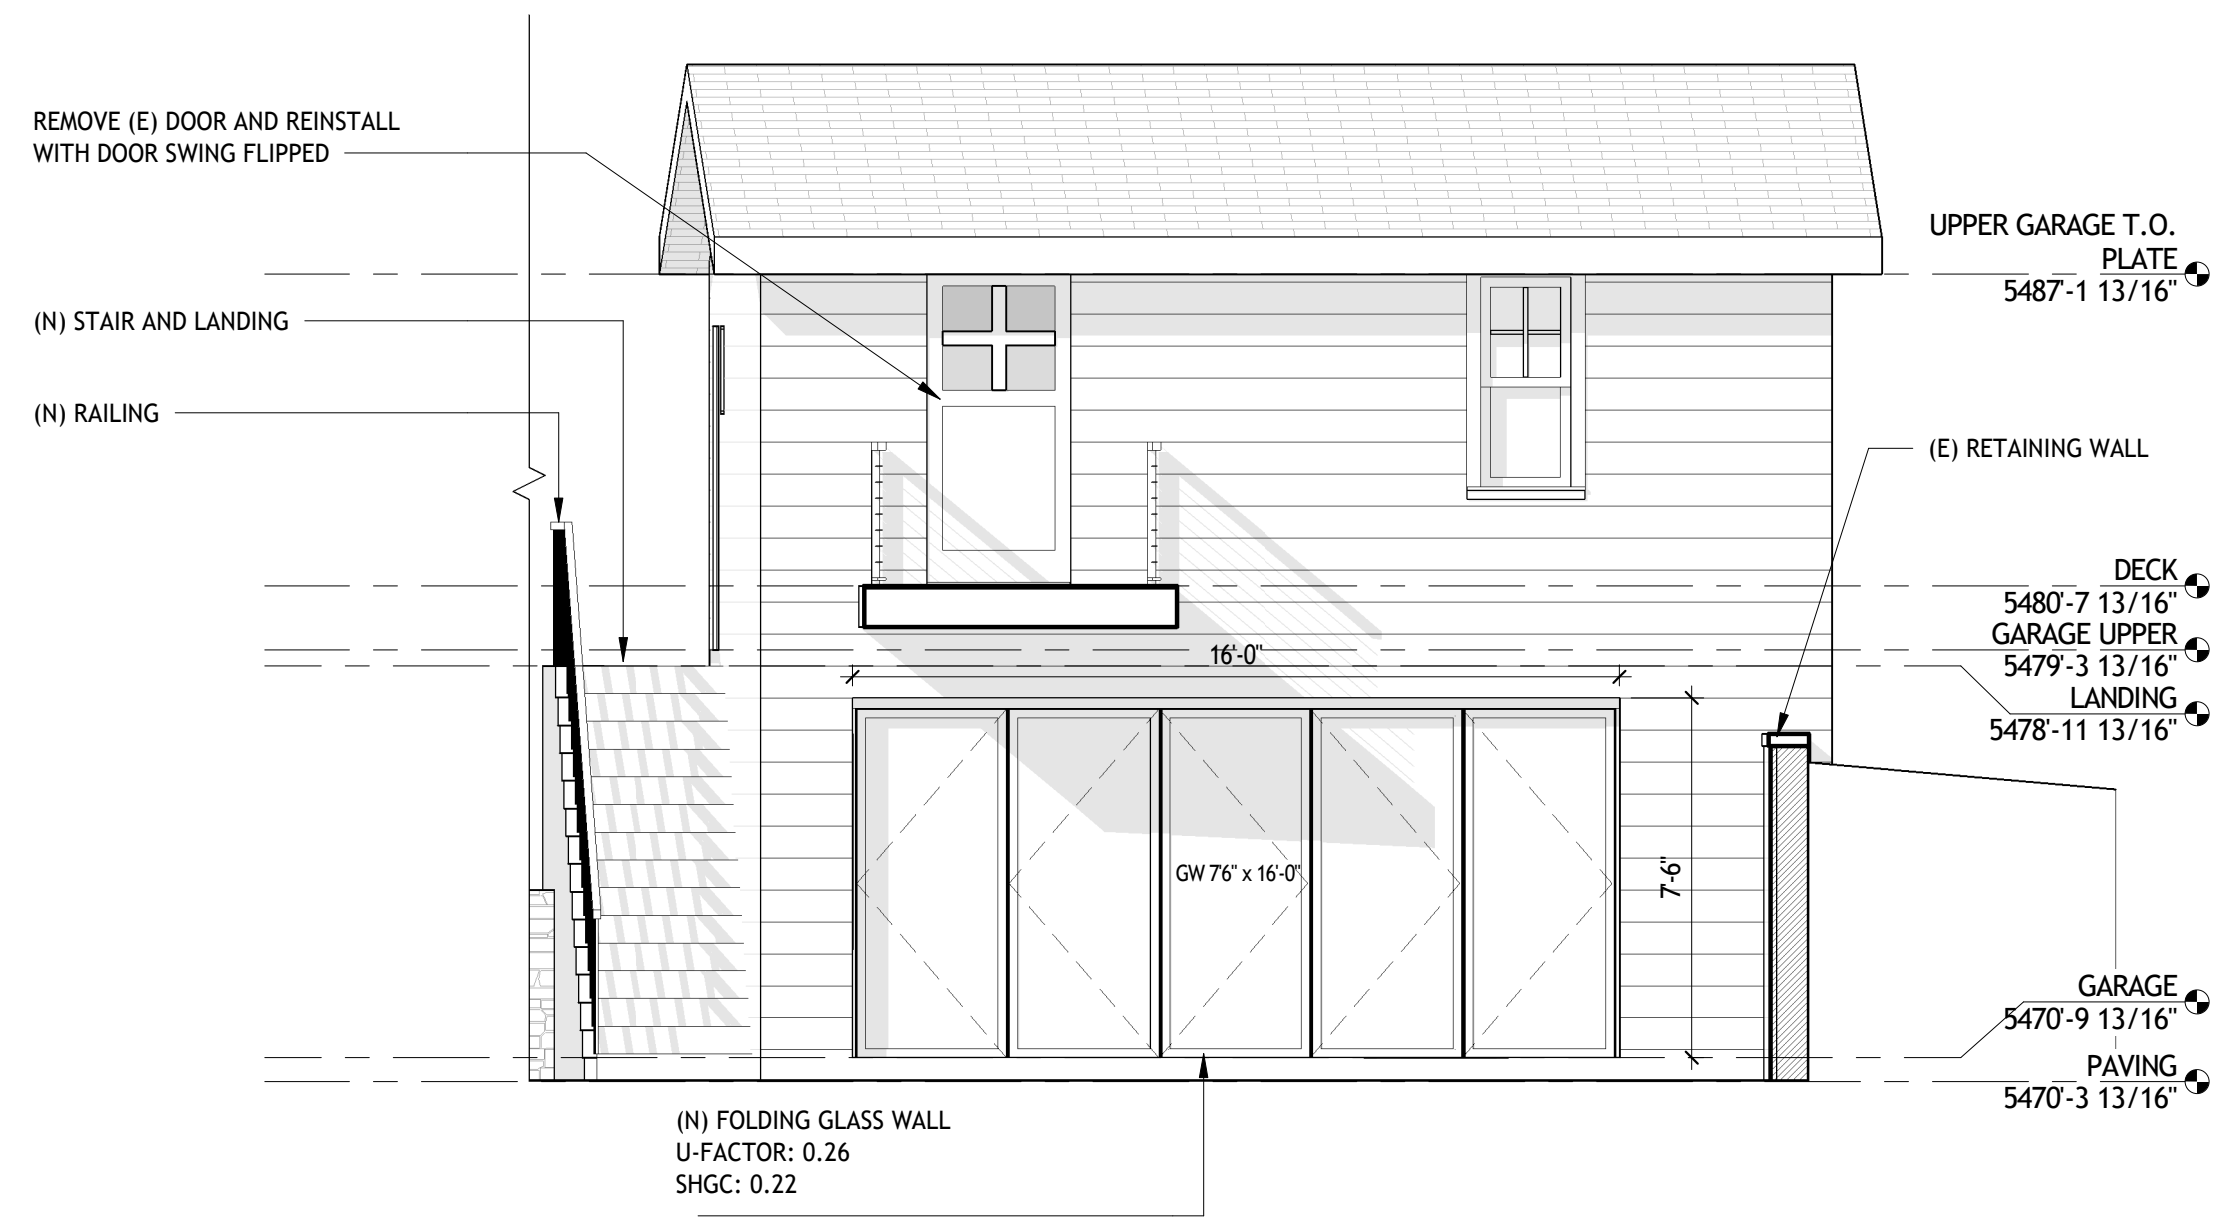 REMOVE (E) DOOR AND REINSTALL
WITH DOOR SWING FLIPPED
(N) STAIR AND LANDING
(N) RAILING
UPPER GARAGE T.O.
PLATE
5487'-1 13/16"
(E) RETAINING WALL
DECK
5480'-7 13/16"
GARAGE UPPER
5479'-3 13/16"
LANDING
5478'-11 13/16"
16'-0"
7'-6"
GW 7'6" x 16'-0"
GARAGE
5470'-9 13/16"
PAVING
5470'-3 13/16"
(N) FOLDING GLASS WALL
U-FACTOR: 0.26
SHGC: 0.22